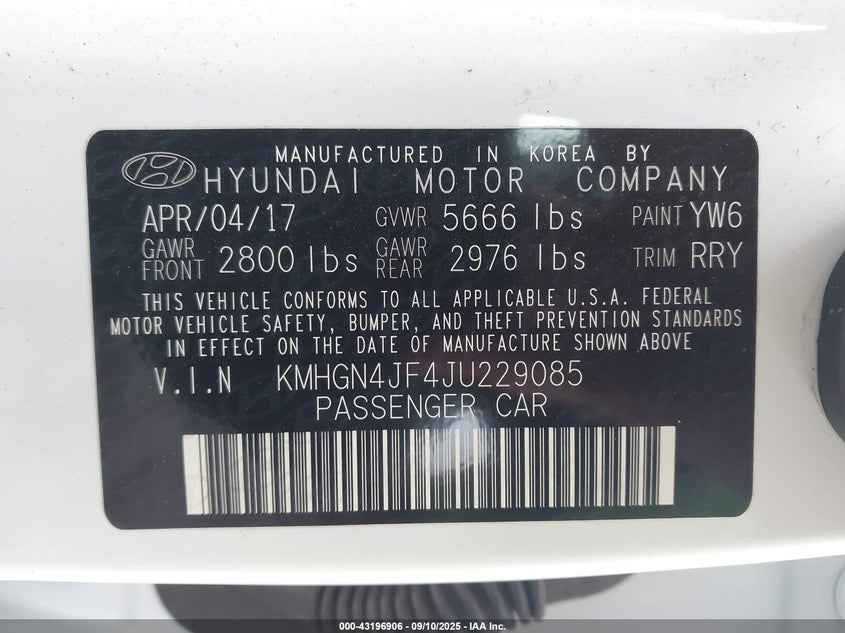 MANUFACTURED IN KOREA BY
HYUNDAI MOTOR COMPANY
APR/04/17 GVWR 5666 lbs PAINT YW6
GAWR FRONT 2800 lbs GAWR REAR 2976 lbs TRIM RRY
THIS VEHICLE CONFORMS TO ALL APPLICABLE U.S.A. FEDERAL
MOTOR VEHICLE SAFETY, BUMPER, AND THEFT PREVENTION STANDARDS
IN EFFECT ON THE DATE OF MANUFACTURE SHOWN ABOVE
V.I.N KMHGN4JF4JU229085
PASSENGER CAR
000-43196906 - 09/10/2025 - IAA Inc.